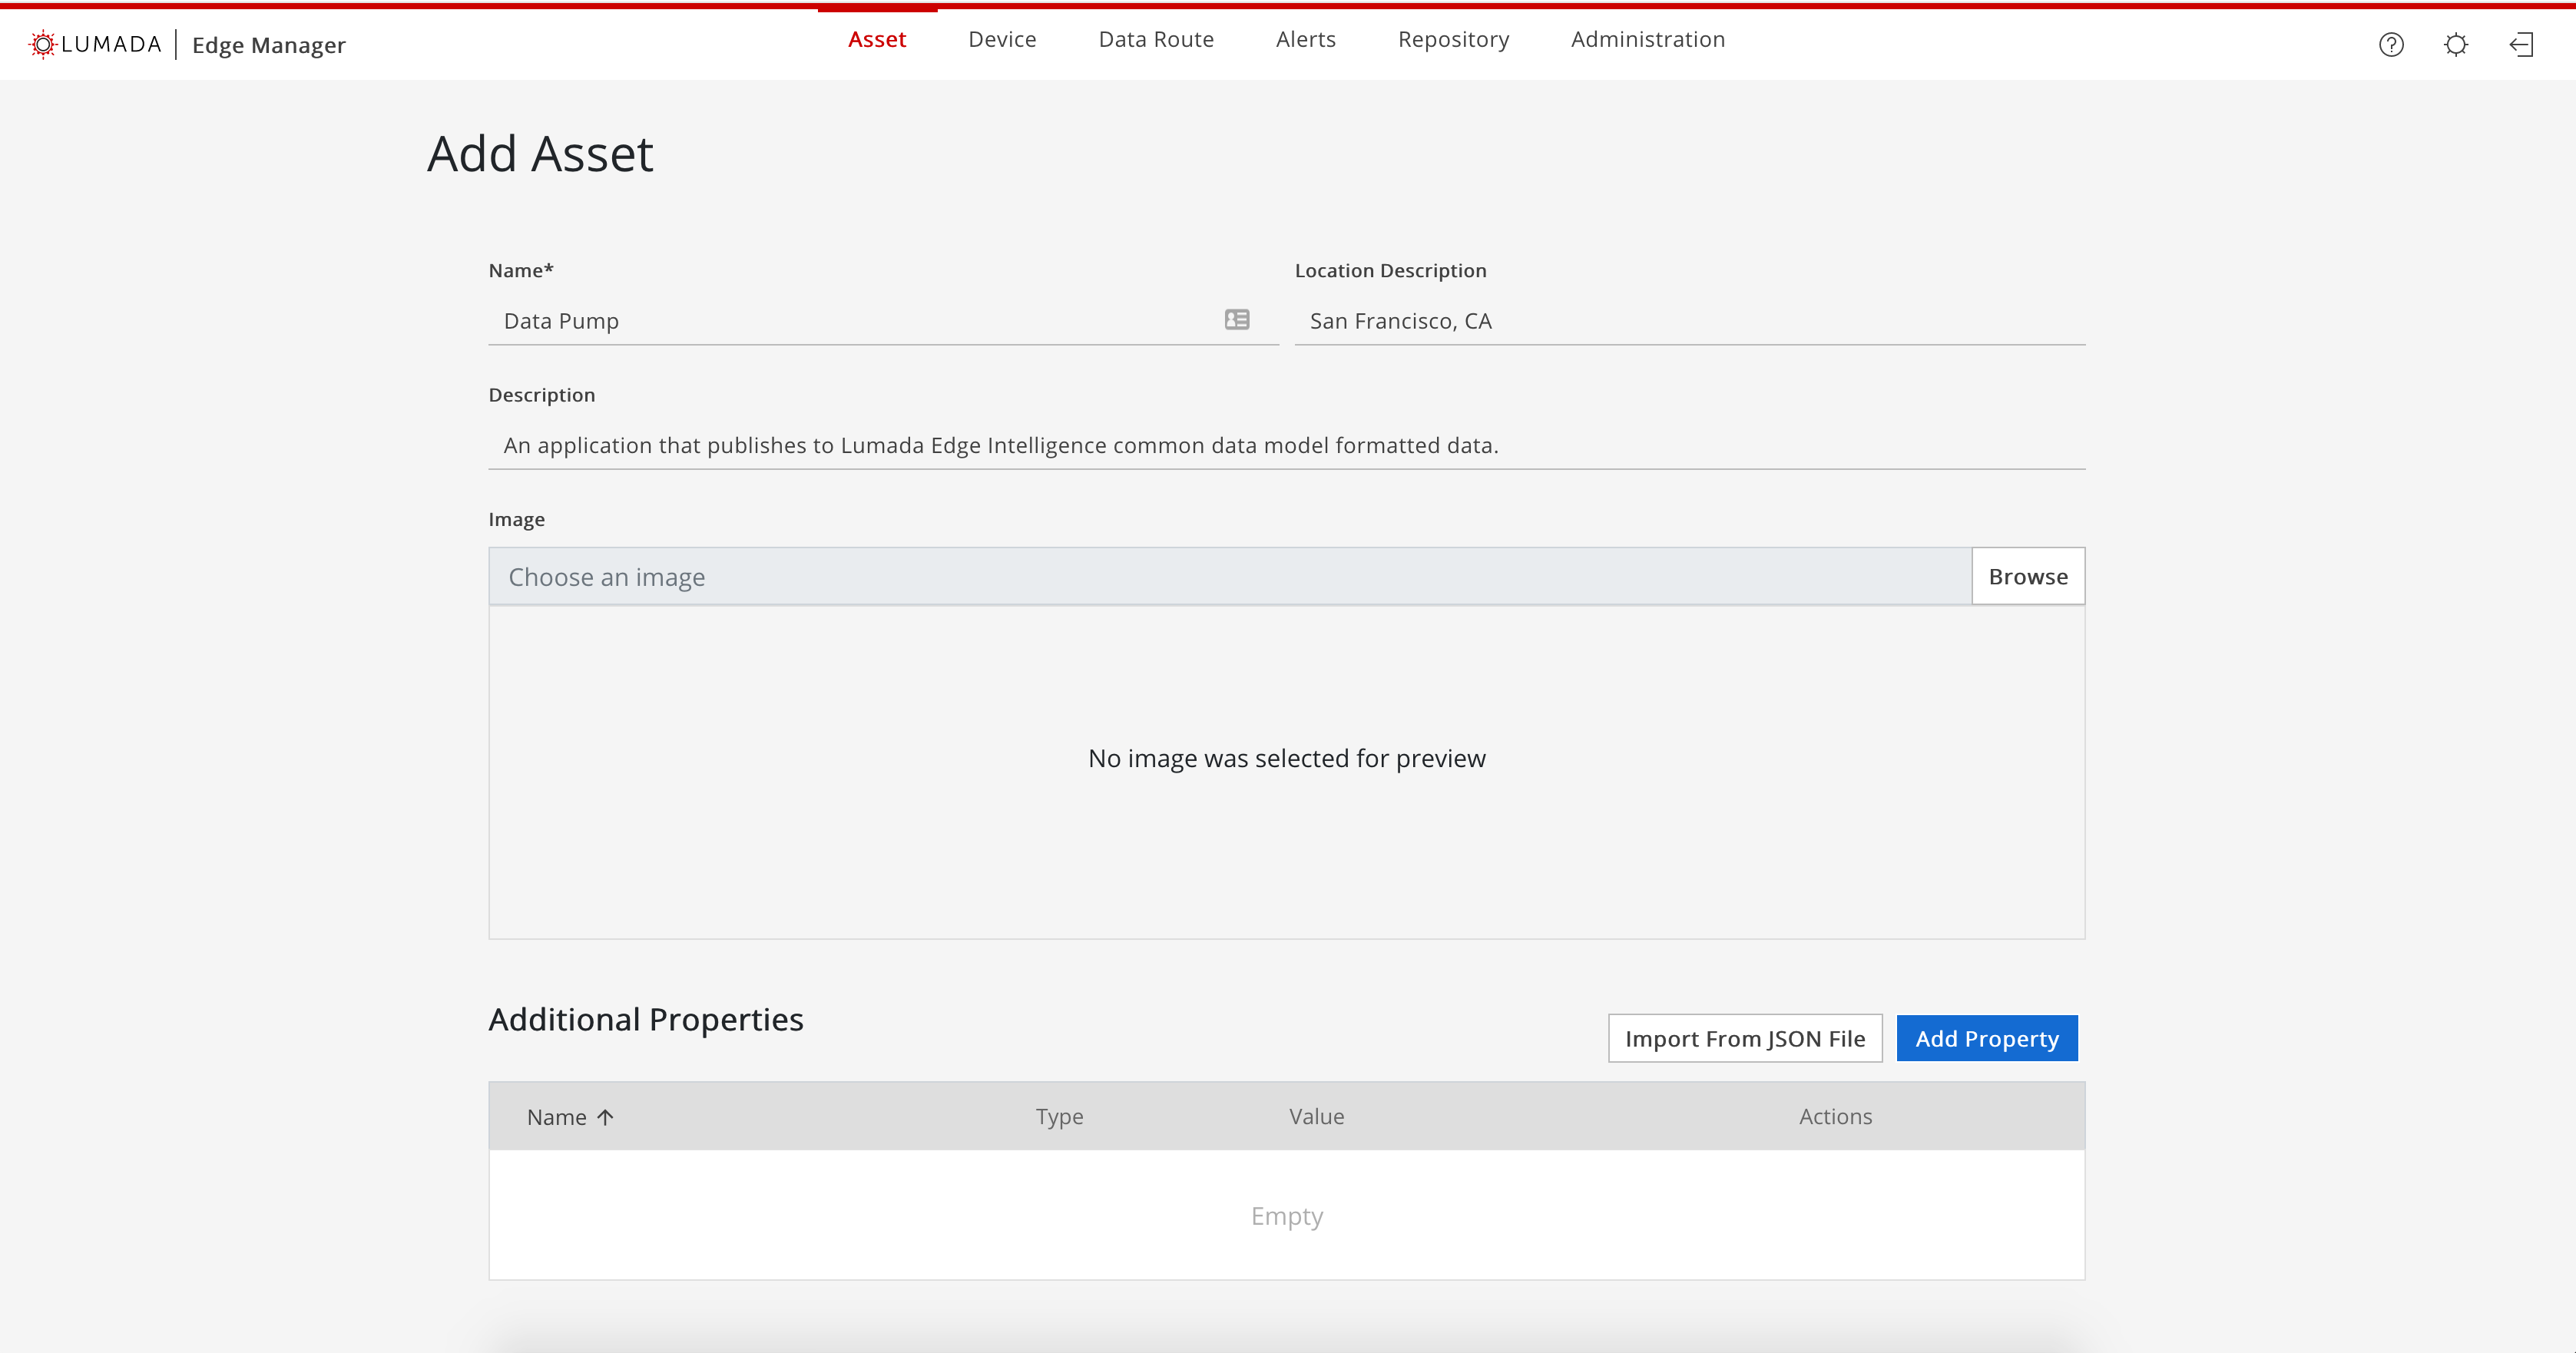 LUMADA | Edge Manager
Asset Device Data Route Alerts Repository Administration
Add Asset
Name* Location Description
Data Pump San Francisco, CA
Description
An application that publishes to Lumada Edge Intelligence common data model formatted data.
Image
Choose an image Browse
No image was selected for preview
Additional Properties
Import From JSON File Add Property
Name ↑ Type Value Actions
Empty